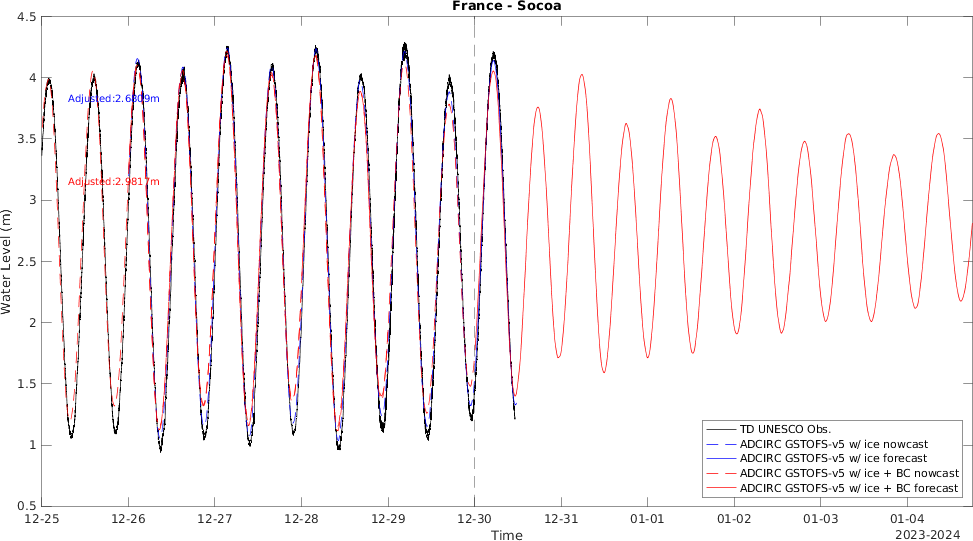 France - Socoa
4.5
4
3.5
3
2.5
2
1.5
1
0.5
Water Level (m)
Adjusted:2.6809m
Adjusted:2.9817m
TD UNESCO Obs.
ADCIRC GSTOFS-v5 w/ ice nowcast
ADCIRC GSTOFS-v5 w/ ice forecast
ADCIRC GSTOFS-v5 w/ ice + BC nowcast
ADCIRC GSTOFS-v5 w/ ice + BC forecast
12-25 12-26 12-27 12-28 12-29 12-30 12-31 01-01 01-02 01-03 01-04
Time
2023-2024